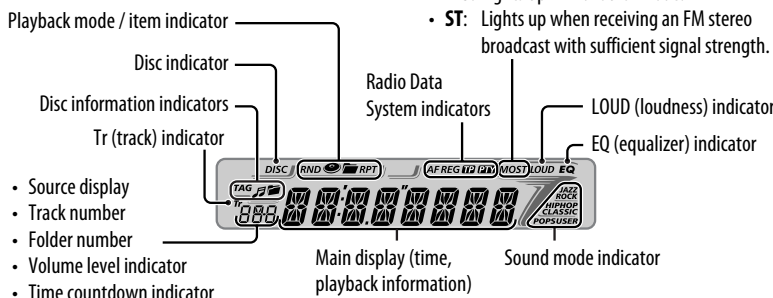 Playback mode / item indicator
• ST: Lights up when receiving an FM stereo
broadcast with sufficient signal strength.
Disc indicator
Radio Data
System indicators
Disc information indicators
LOUD (loudness) indicator
Tr (track) indicator
EQ (equalizer) indicator
DISC RND RPT AF REG TP PTY MO ST LOUD EQ
TAG
Tr
JAZZ
ROCK
HIPHOP
CLASSIC
POPS USER
• Source display
• Track number
• Folder number
• Volume level indicator
• Time countdown indicator
Main display (time,
playback information)
Sound mode indicator